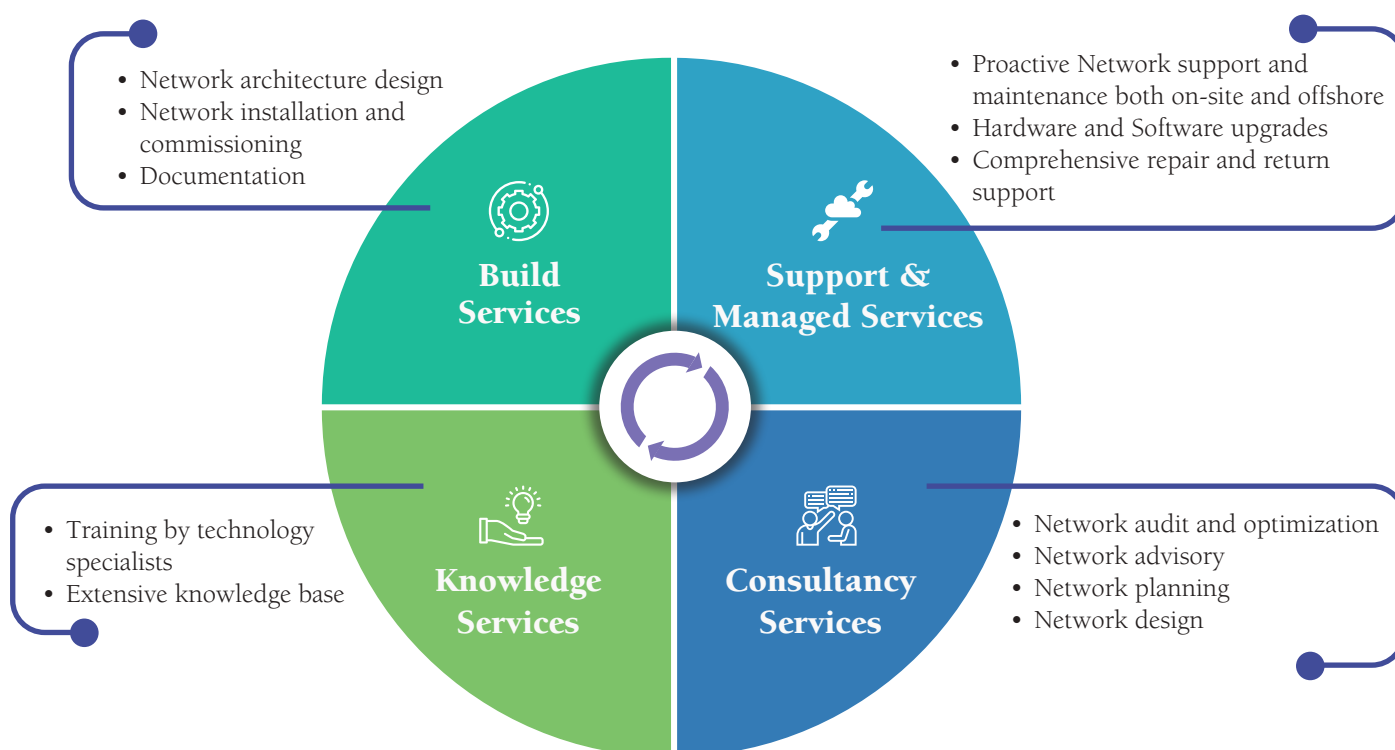 • Network architecture design
• Network installation and
commissioning
• Documentation
• Proactive Network support and
maintenance both on-site and offshore
• Hardware and Software upgrades
• Comprehensive repair and return
support
Build
Services
Support &
Managed Services
• Training by technology
specialists
• Extensive knowledge base
Knowledge
Services
Consultancy
Services
• Network audit and optimization
• Network advisory
• Network planning
• Network design